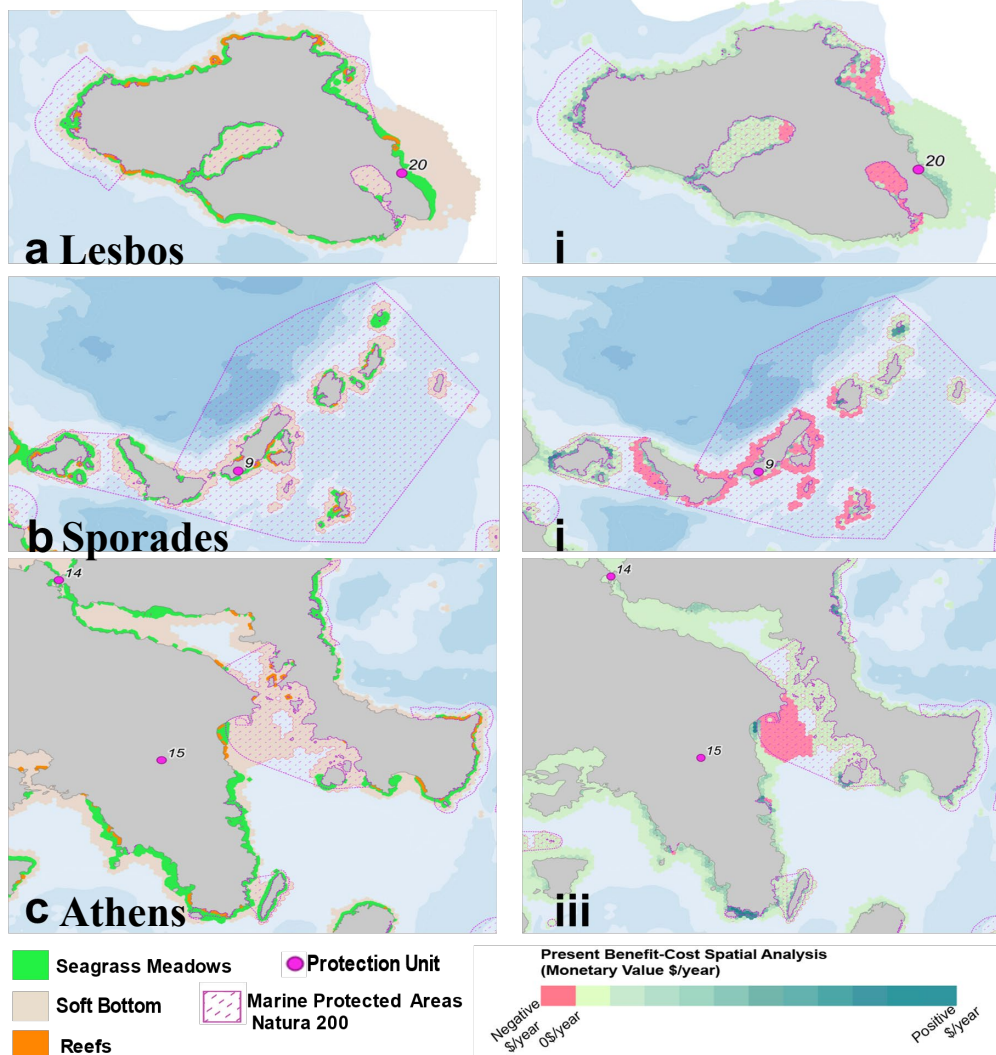 20
a Lesbos
20
i
9
b Sporades
9
i
14
15
c Athens
14
15
iii
Seagrass Meadows
Soft Bottom
Reefs
Protection Unit
Marine Protected Areas
Natura 200
Present Benefit-Cost Spatial Analysis
(Monetary Value $/year)
Negative
$/year
0$/year
Positive
$/year